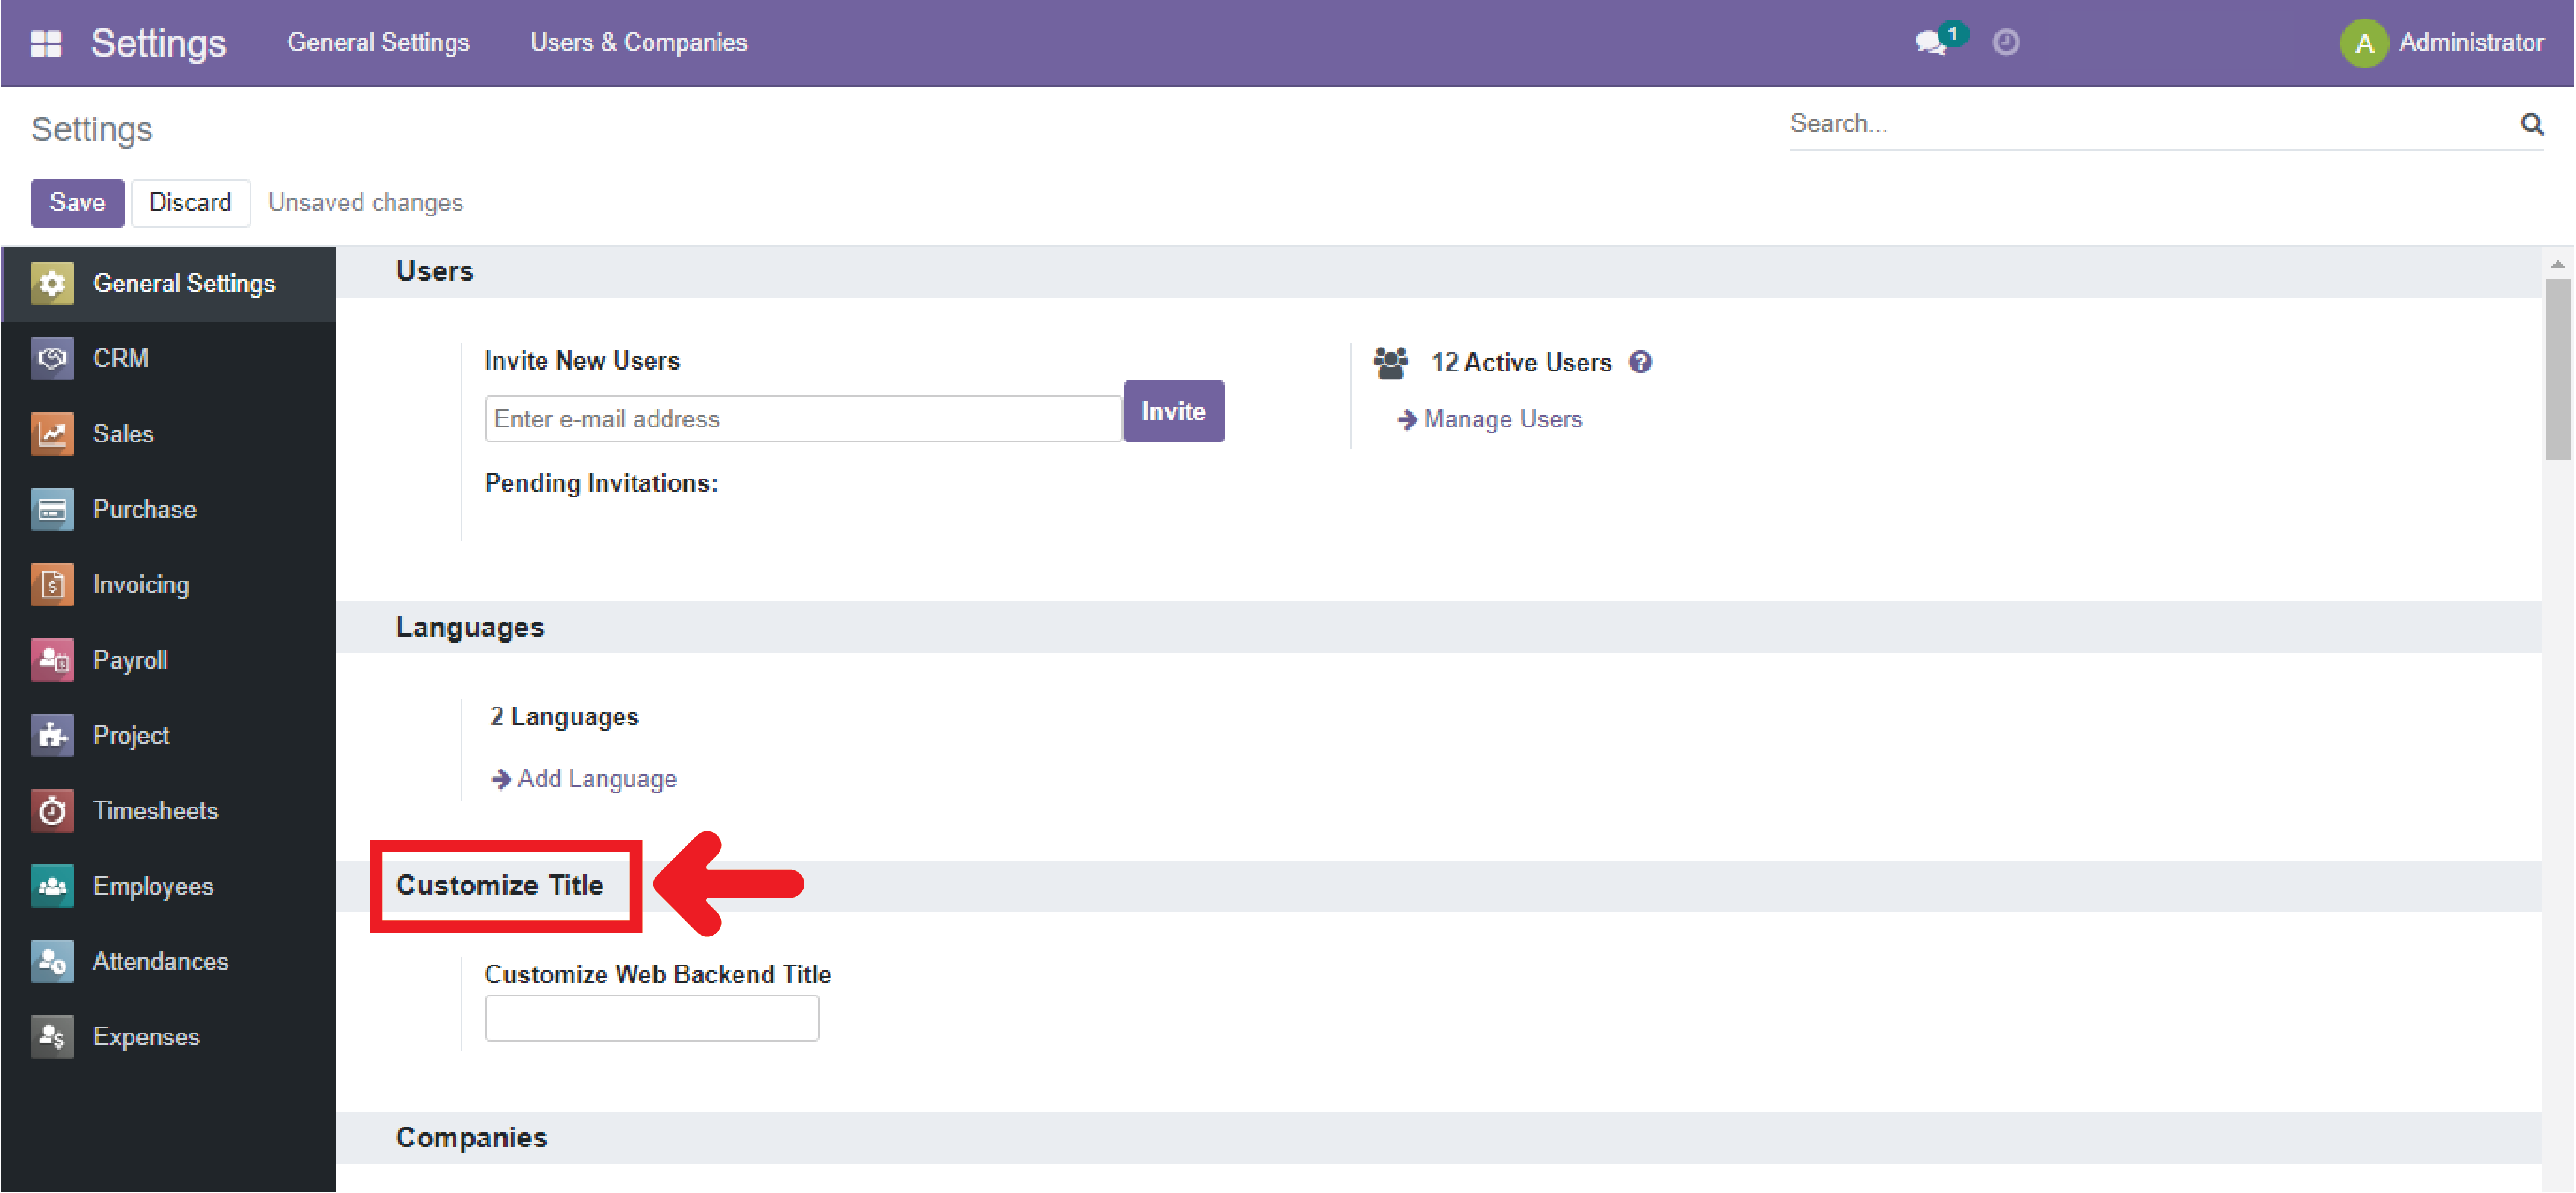 Settings General Settings Users & Companies 1 A Administrator
Settings Search...
Save Discard Unsaved changes
General Settings
CRM
Sales
Purchase
Invoicing
Payroll
Project
Timesheets
Employees
Attendances
Expenses
Users
Invite New Users
Enter e-mail address Invite
Pending Invitations:
12 Active Users ?
Manage Users
Languages
2 Languages
Add Language
Customize Title
Customize Web Backend Title
Companies